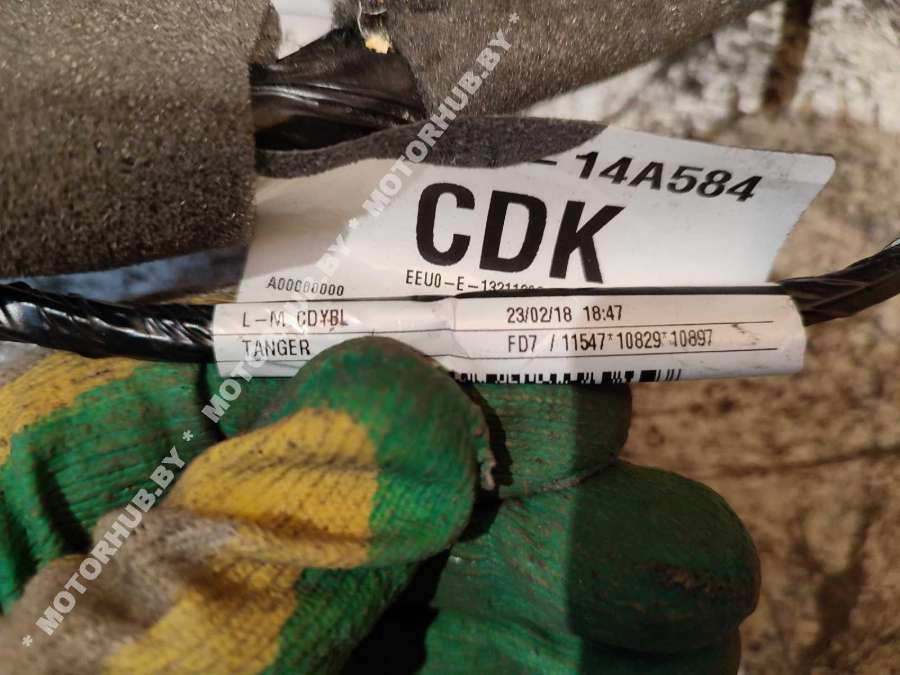 -14A584
CDK
A00000000
EEU0-E-1321
L-M CDYBL 23/02/18 18:47
TANGER FD7 / 11547*10829*10897
* MOTORHUB.BY * MOTORHUB.BY * MOTORHUB.BY *